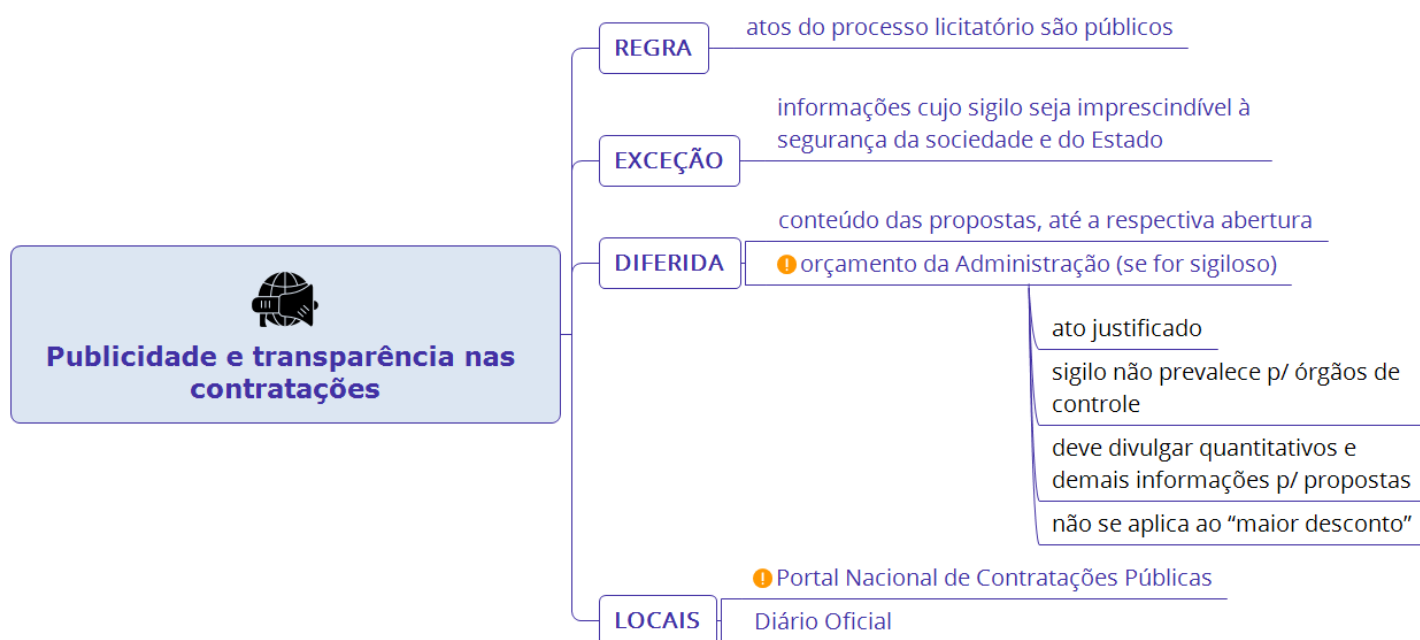 Publicidade e transparência nas
contratações
REGRA
atos do processo licitatório são públicos
EXCEÇÃO
informações cujo sigilo seja imprescindível à
segurança da sociedade e do Estado
DIFERIDA
conteúdo das propostas, até a respectiva abertura
orçamento da Administração (se for sigiloso)
ato justificado
sigilo não prevalece p/ órgãos de
controle
deve divulgar quantitativos e
demais informações p/ propostas
não se aplica ao “maior desconto”
LOCAIS
Portal Nacional de Contratações Públicas
Diário Oficial